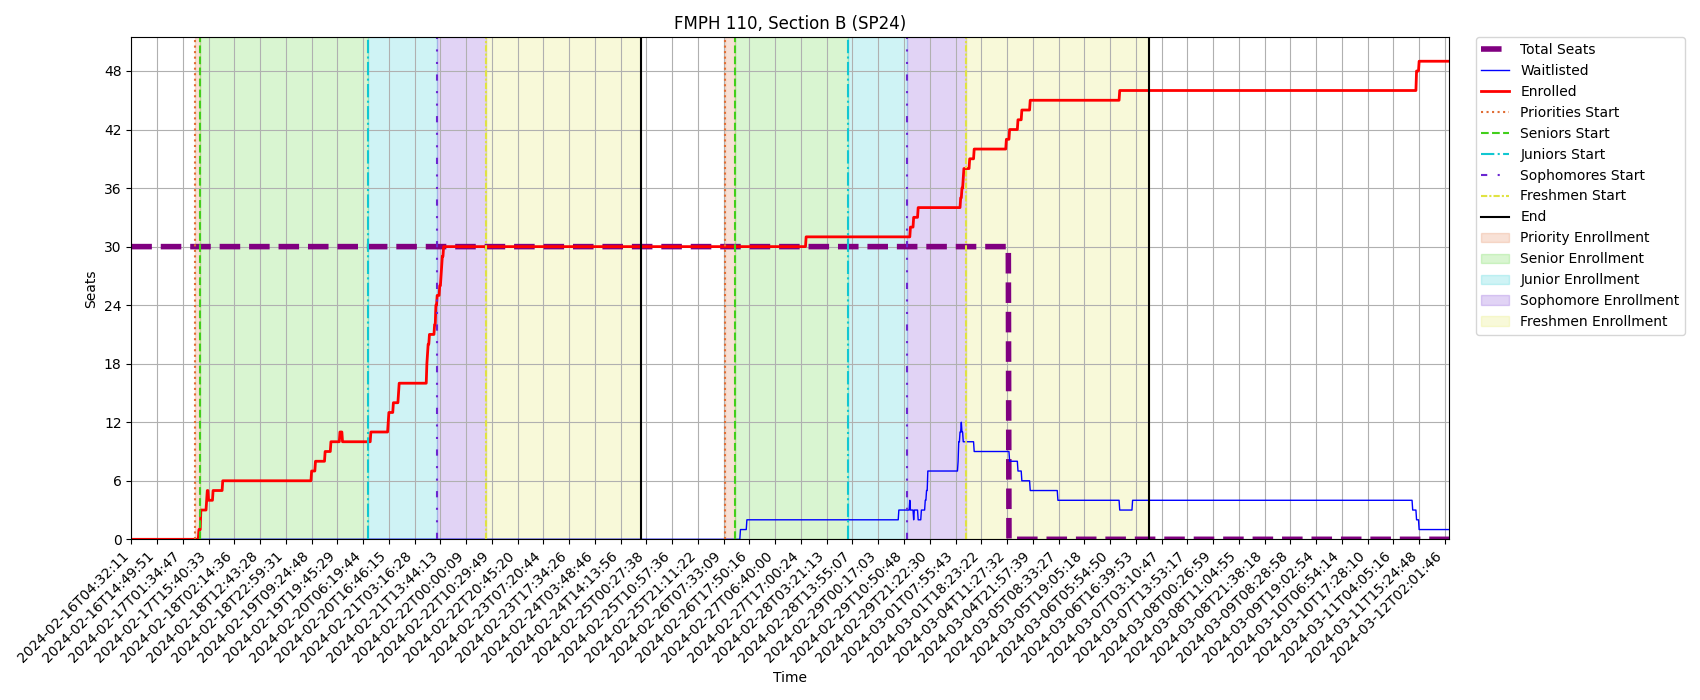 FMPH 110, Section B (SP24)
Seats
48
42
36
30
24
18
12
6
0
2024-02-16T04:32:11
2024-02-16T14:49:51
2024-02-17T01:34:47
2024-02-17T15:40:33
2024-02-18T02:14:36
2024-02-18T12:43:28
2024-02-18T22:59:31
2024-02-19T09:24:48
2024-02-19T19:45:29
2024-02-20T06:19:44
2024-02-20T16:46:15
2024-02-21T03:16:28
2024-02-21T13:44:13
2024-02-22T00:00:09
2024-02-22T10:29:49
2024-02-22T20:45:20
2024-02-23T07:20:44
2024-02-23T17:34:26
2024-02-24T03:48:46
2024-02-24T14:13:56
2024-02-25T00:27:38
2024-02-25T10:57:36
2024-02-25T21:11:22
2024-02-26T07:33:09
2024-02-26T17:50:16
2024-02-27T06:40:00
2024-02-27T17:00:24
2024-02-28T03:21:13
2024-02-28T13:55:07
2024-02-29T00:17:03
2024-02-29T10:50:49
2024-02-29T21:22:30
2024-03-01T07:55:43
2024-03-01T18:23:22
2024-03-04T11:27:32
2024-03-04T21:57:39
2024-03-05T08:33:27
2024-03-05T19:05:18
2024-03-06T05:54:50
2024-03-06T16:39:53
2024-03-07T03:10:47
2024-03-07T13:53:17
2024-03-08T00:26:59
2024-03-08T11:04:55
2024-03-08T21:38:18
2024-03-09T08:28:58
2024-03-09T19:02:54
2024-03-10T06:54:14
2024-03-10T17:28:10
2024-03-11T04:05:16
2024-03-11T15:24:48
2024-03-12T02:01:46
Time
Total Seats
Waitlisted
Enrolled
Priorities Start
Seniors Start
Juniors Start
Sophomores Start
Freshmen Start
End
Priority Enrollment
Senior Enrollment
Junior Enrollment
Sophomore Enrollment
Freshmen Enrollment